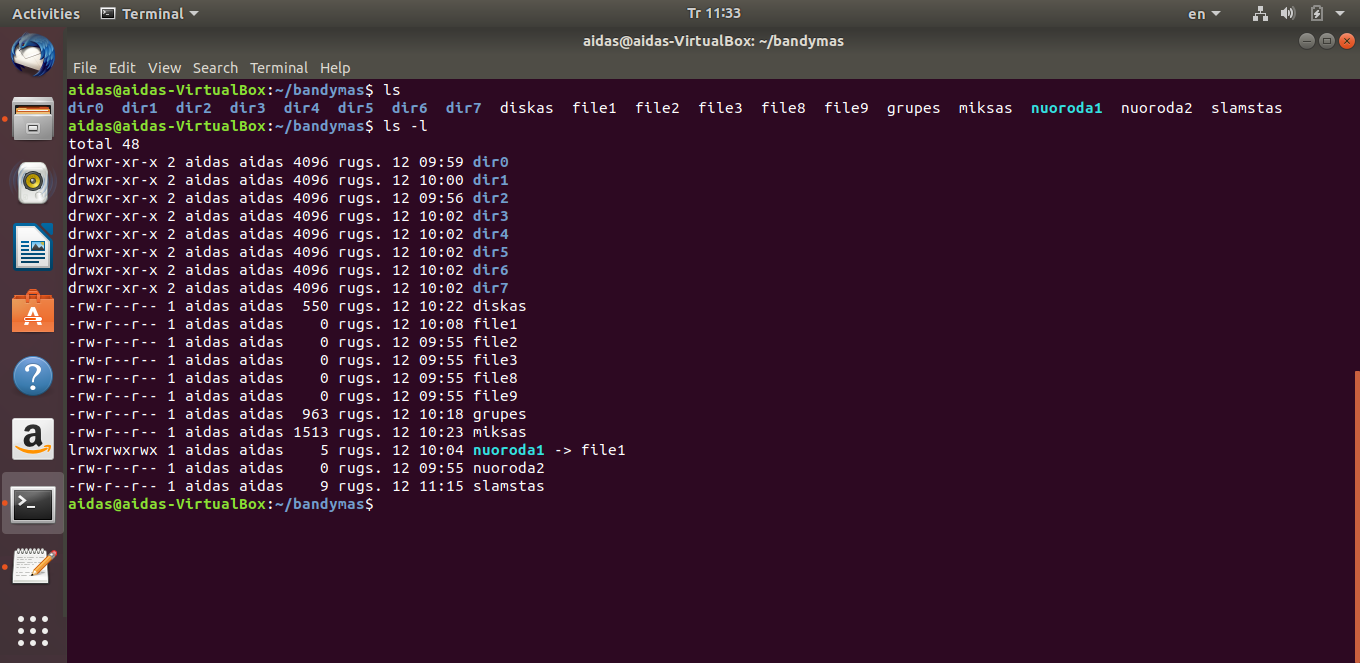 Activities Terminal Tr 11:33 en
aidas@aidas-VirtualBox: ~/bandymas
File Edit View Search Terminal Help
aidas@aidas-VirtualBox:~/bandymas$ ls
dir0 dir1 dir2 dir3 dir4 dir5 dir6 dir7 diskas file1 file2 file3 file8 file9 grupes miksas nuoroda1 nuoroda2 slamstas
aidas@aidas-VirtualBox:~/bandymas$ ls -l
total 48
drwxr-xr-x 2 aidas aidas 4096 rugs. 12 09:59 dir0
drwxr-xr-x 2 aidas aidas 4096 rugs. 12 10:00 dir1
drwxr-xr-x 2 aidas aidas 4096 rugs. 12 09:56 dir2
drwxr-xr-x 2 aidas aidas 4096 rugs. 12 10:02 dir3
drwxr-xr-x 2 aidas aidas 4096 rugs. 12 10:02 dir4
drwxr-xr-x 2 aidas aidas 4096 rugs. 12 10:02 dir5
drwxr-xr-x 2 aidas aidas 4096 rugs. 12 10:02 dir6
drwxr-xr-x 2 aidas aidas 4096 rugs. 12 10:02 dir7
-rw-r--r-- 1 aidas aidas  550 rugs. 12 10:22 diskas
-rw-r--r-- 1 aidas aidas    0 rugs. 12 10:08 file1
-rw-r--r-- 1 aidas aidas    0 rugs. 12 09:55 file2
-rw-r--r-- 1 aidas aidas    0 rugs. 12 09:55 file3
-rw-r--r-- 1 aidas aidas    0 rugs. 12 09:55 file8
-rw-r--r-- 1 aidas aidas    0 rugs. 12 09:55 file9
-rw-r--r-- 1 aidas aidas  963 rugs. 12 10:18 grupes
-rw-r--r-- 1 aidas aidas 1513 rugs. 12 10:23 miksas
lrwxrwxrwx 1 aidas aidas    5 rugs. 12 10:04 nuoroda1 -> file1
-rw-r--r-- 1 aidas aidas    0 rugs. 12 09:55 nuoroda2
-rw-r--r-- 1 aidas aidas    9 rugs. 12 11:15 slamstas
aidas@aidas-VirtualBox:~/bandymas$